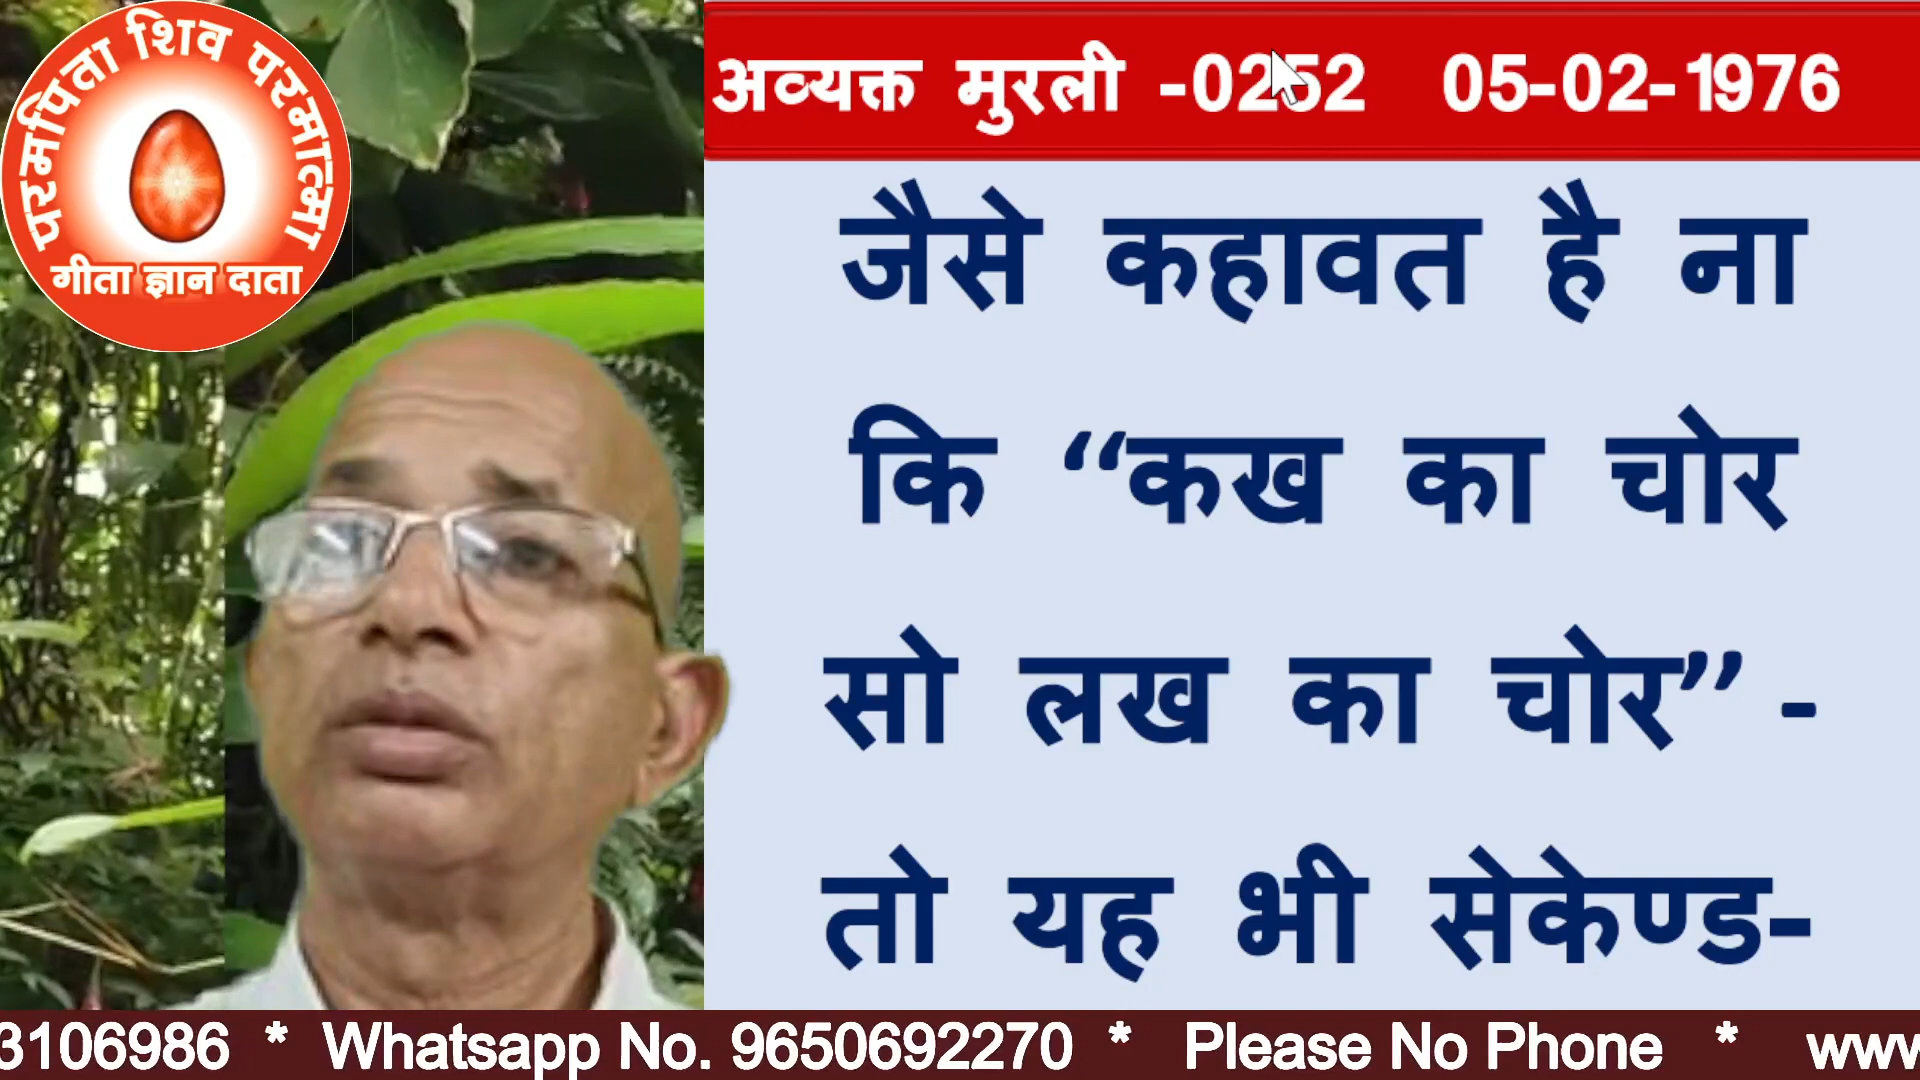 परमपिता शिव परमात्मा
गीता ज्ञान दाता
अव्यक्त मुरली -0252 05-02-1976
जैसे कहावत है ना
कि “कख का चोर
सो लख का चोर” -
तो यह भी सेकेण्ड-
3106986 * Whatsapp No. 9650692270 * Please No Phone * www